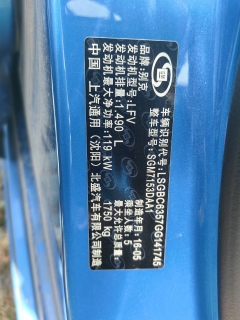 品牌:别克
发动机型号:LFV
发动机排量:1.490 L
发动机最大净功率:119 kW
中国 上汽通用(沈阳)北盛汽车有限公司制造
车辆识别代号:LSGBC6357GG141745
整车型号:SGM7153DAA1
制造年月:16-05
乘坐人数:5
最大允许总质量:1750 kg